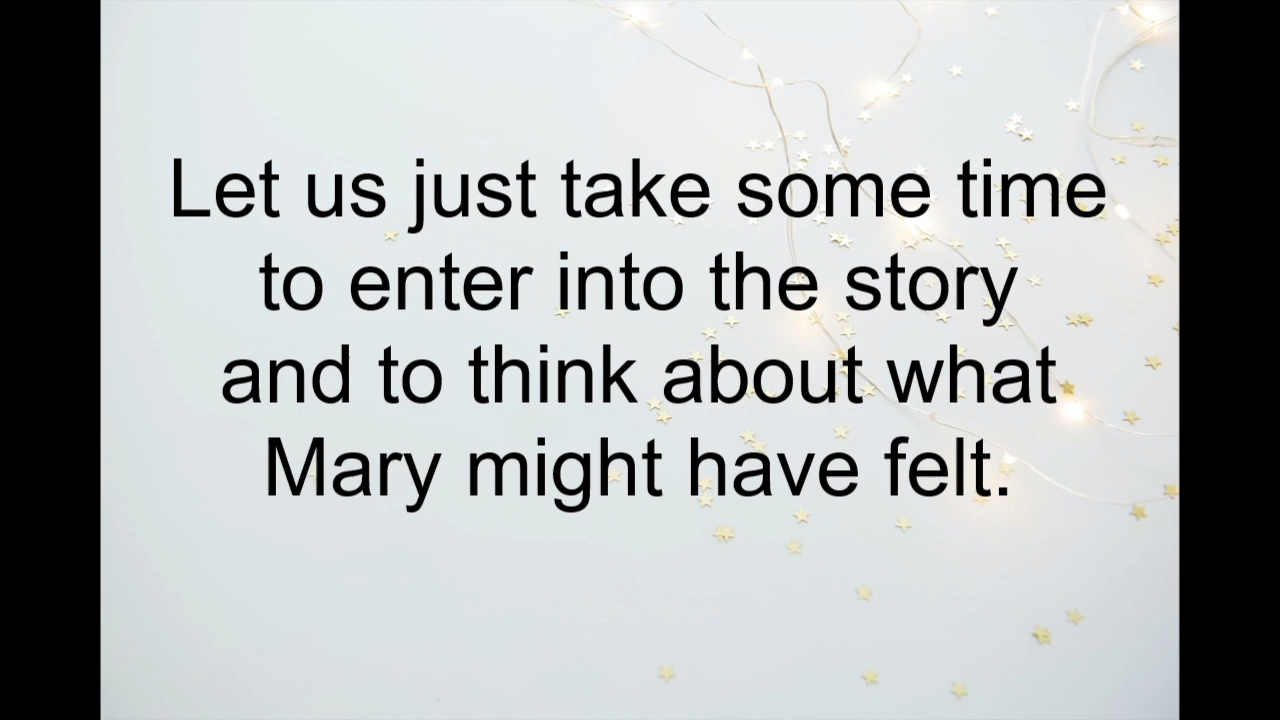 Let us just take some time
to enter into the story
and to think about what
Mary might have felt.